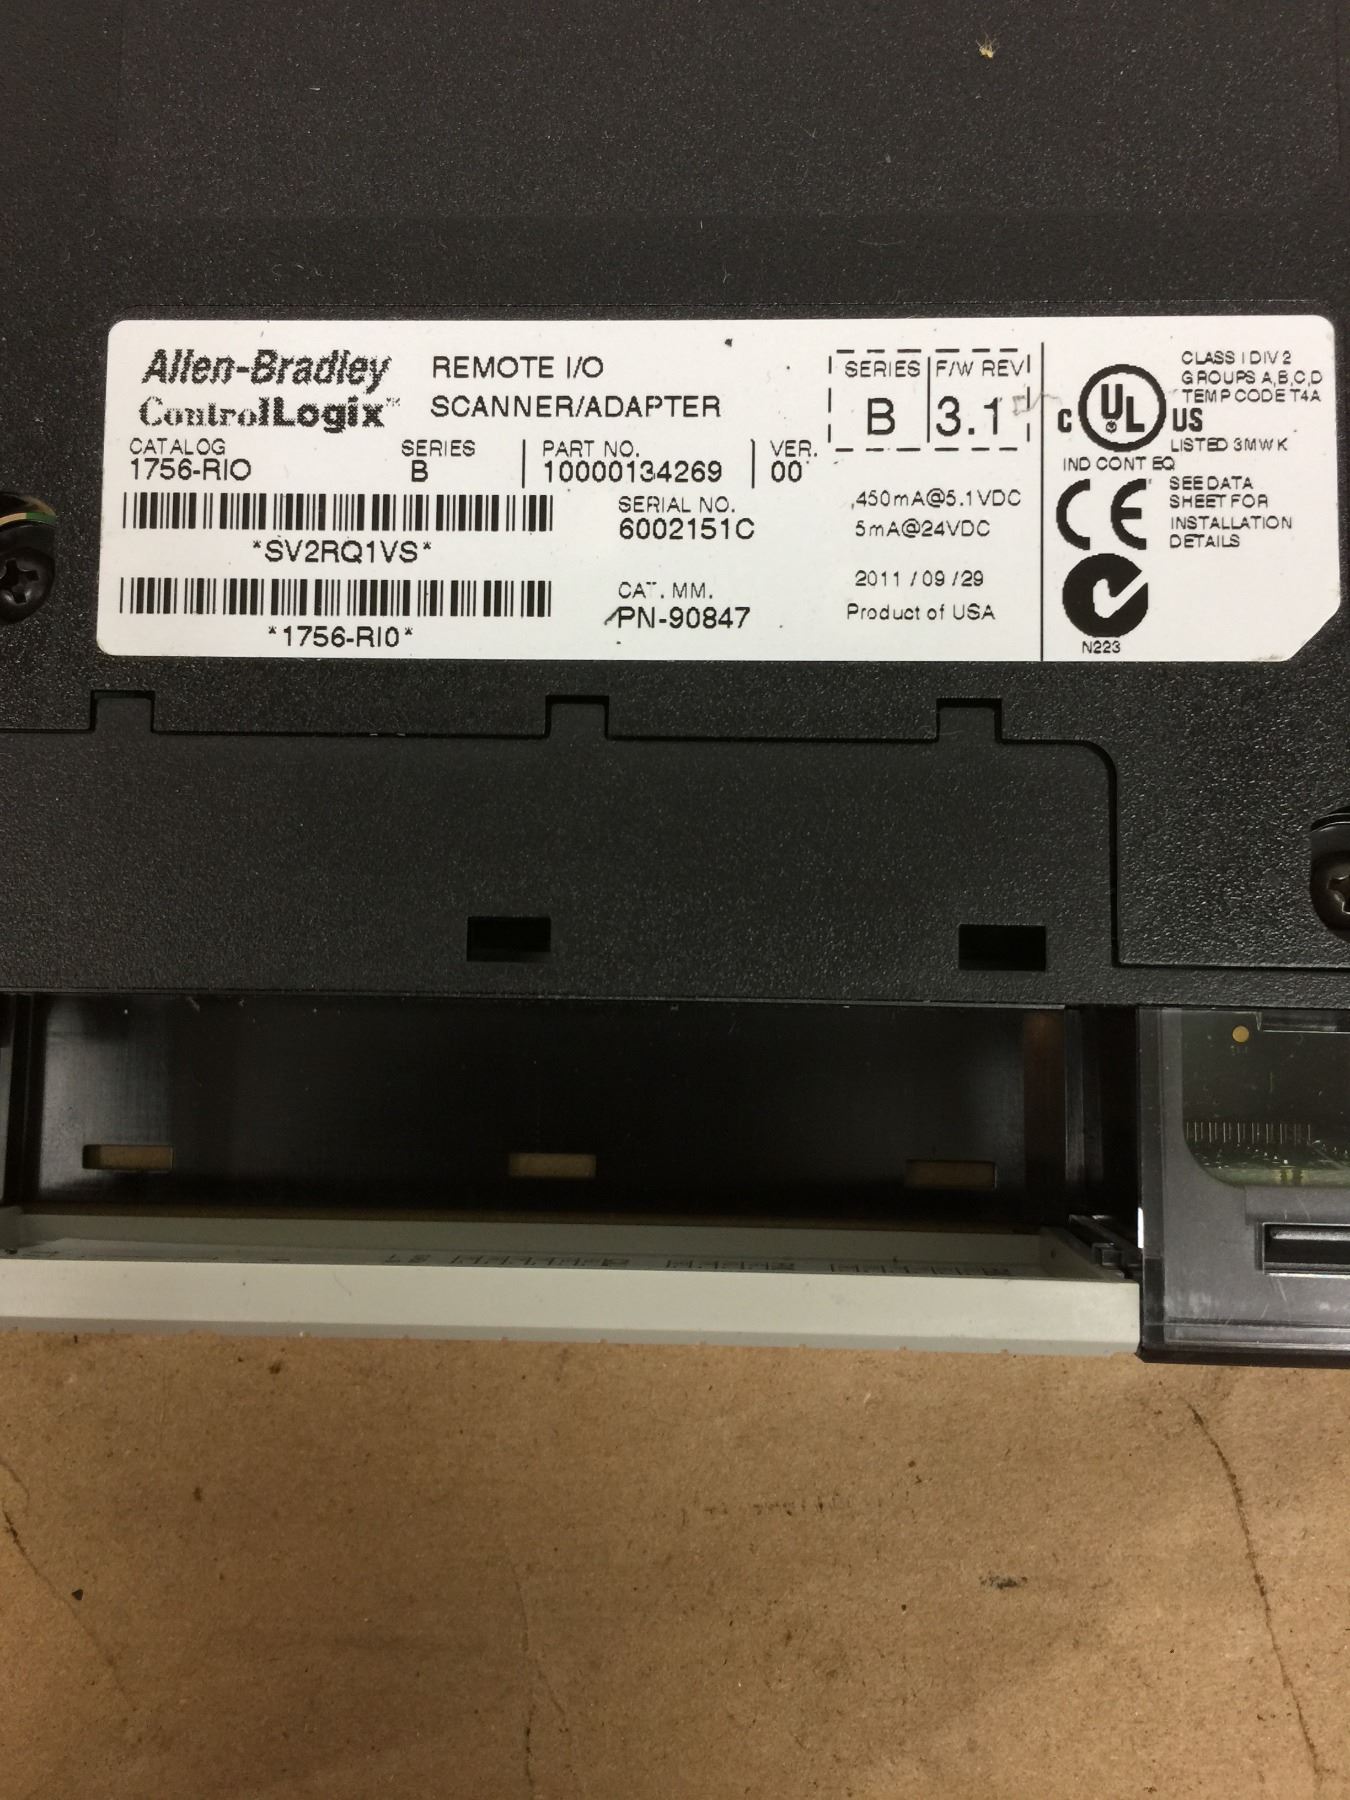 Allen-Bradley
ControlLogix™
REMOTE I/O
SCANNER/ADAPTER
CATALOG
1756-RIO
SERIES
B
PART NO.
10000134269
VER.
00
SERIES
B
F/W REV
3.1
*SV2RQ1VS*
SERIAL NO.
6002151C
.450mA@5.1VDC
5mA@24VDC
*1756-RI0*
CAT. MM.
PN-90847
2011 / 09 /29
Product of USA
C UL US
CLASS I DIV 2
GROUPS A,B,C,D
TEMP CODE T4A
LISTED 3MWK
IND CONT EQ
CE
SEE DATA
SHEET FOR
INSTALLATION
DETAILS
N223